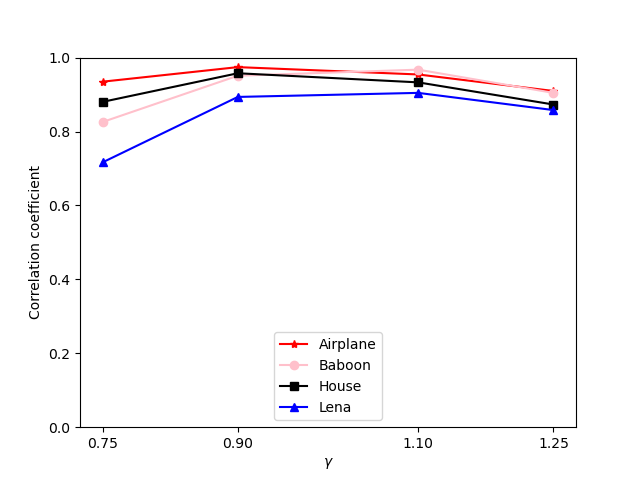 1.0
0.8
0.6
0.4
0.2
0.0
Correlation coefficient
Airplane
Baboon
House
Lena
0.75 0.90 1.10 1.25
γ